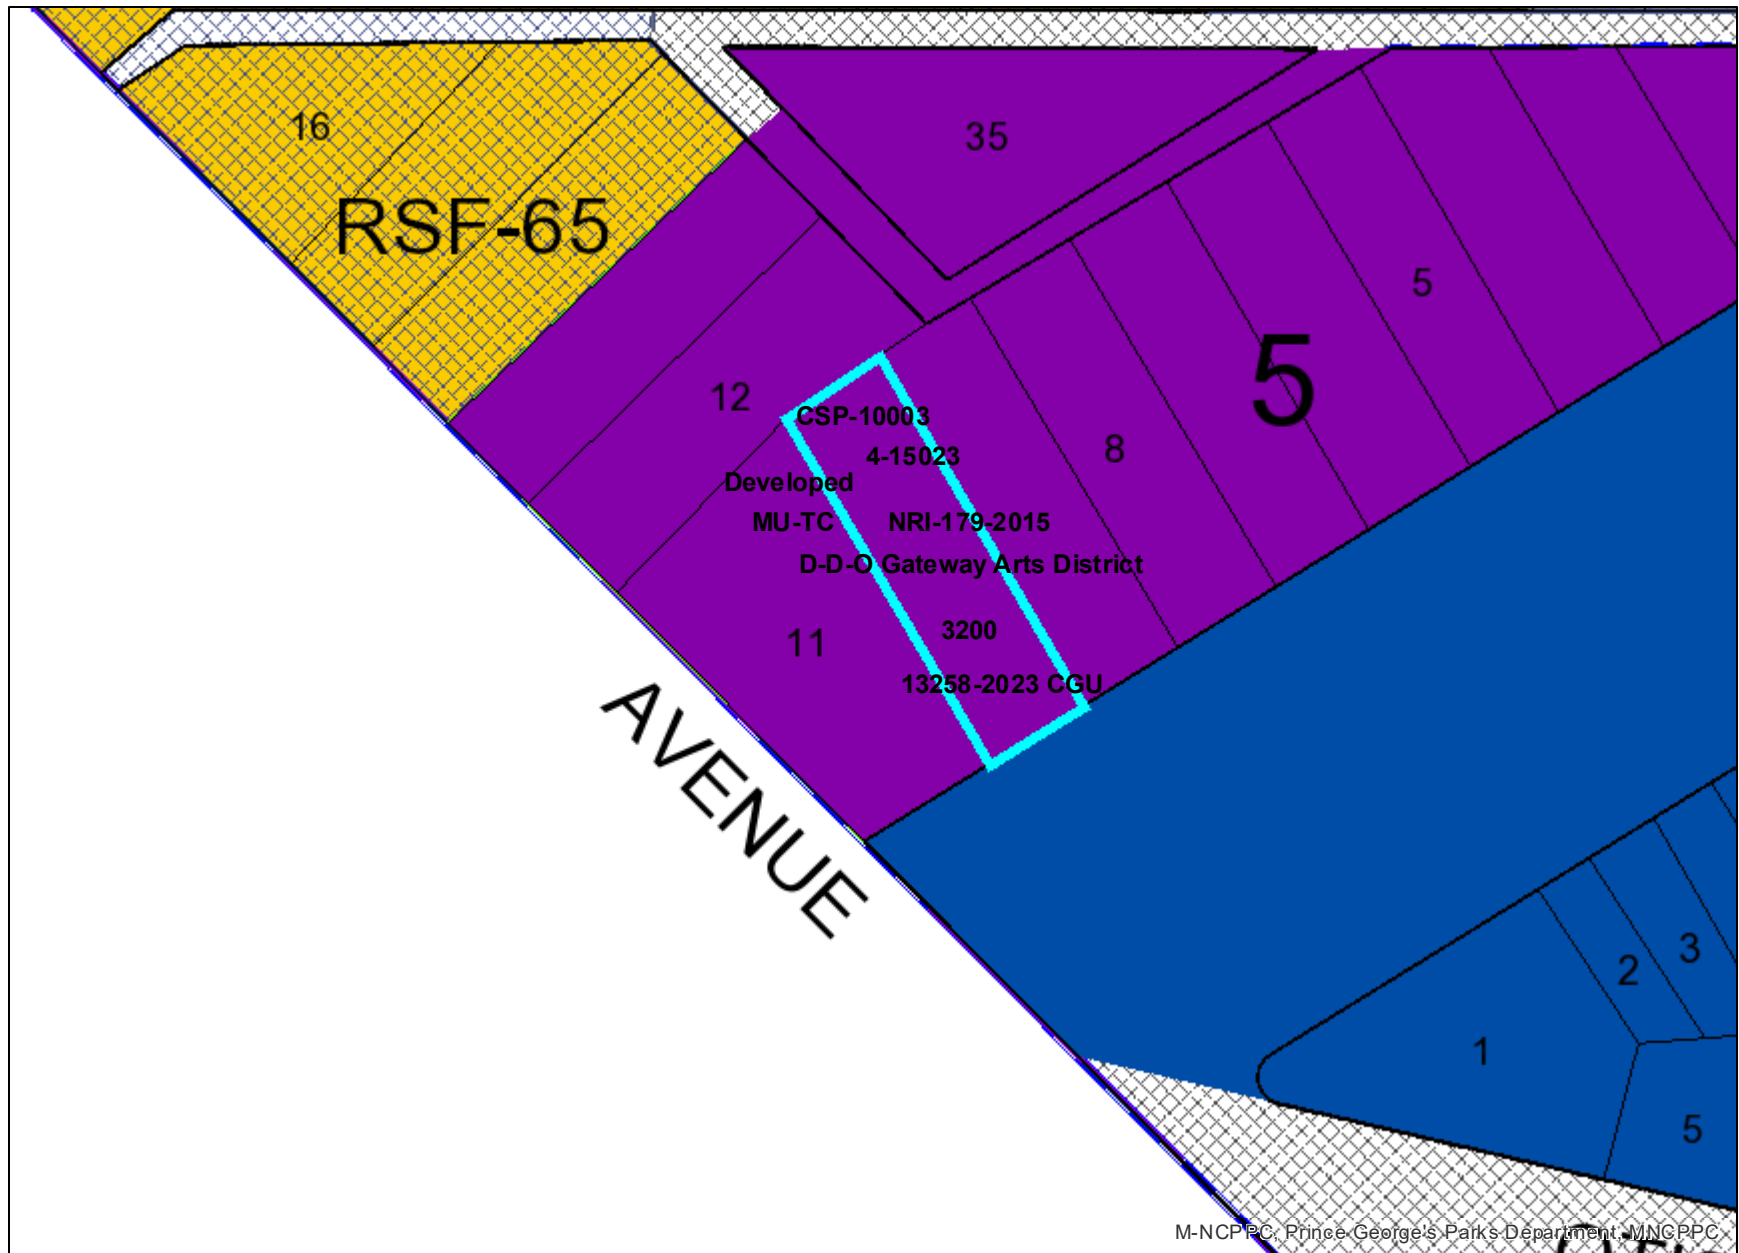 16
35
RSF-65
5
5
12
CSP-10003
8
4-15023
Developed
MU-TC
NRI-179-2015
D-D-O Gateway Arts District
3200
11
13258-2023 CGU
AVENUE
3
2
1
5
M-NCPPC, Prince George's Parks Department, MNCPPC